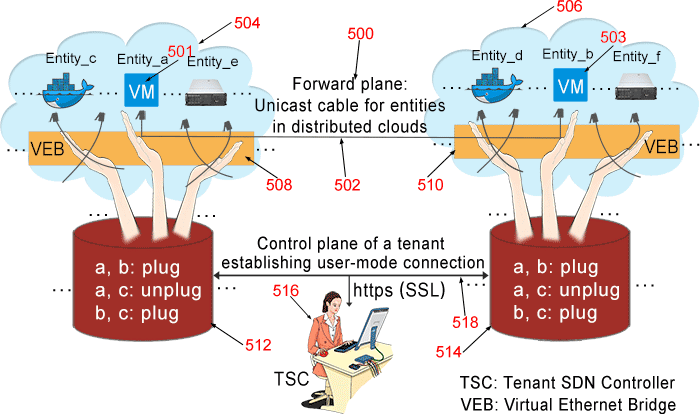 504
506
500
Entity_c
Entity_a
501
Entity_e
VM
Forward plane:
Unicast cable for entities
in distributed clouds
Entity_d
Entity_b
503
Entity_f
VM
VEB
VEB
508
502
510
Control plane of a tenant
establishing user-mode connection
https (SSL)
a, b: plug
a, c: unplug
b, c: plug
a, b: plug
a, c: unplug
b, c: plug
516
518
512
514
TSC
TSC: Tenant SDN Controller
VEB: Virtual Ethernet Bridge